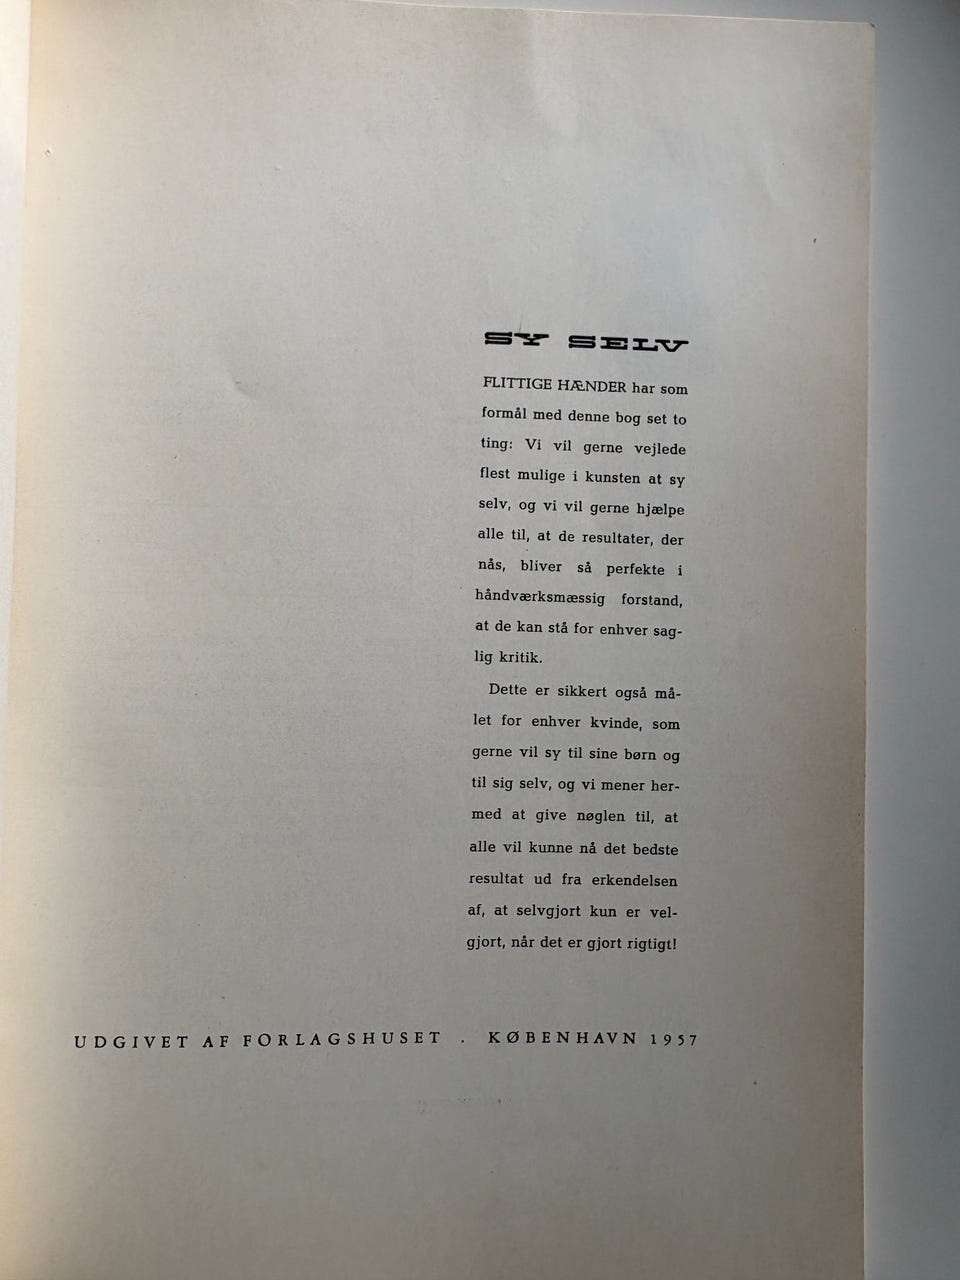 SY SELV
FLITTIGE HÆNDER har som
formål med denne bog set to
ting: Vi vil gerne vejlede
flest mulige i kunsten at sy
selv, og vi vil gerne hjælpe
alle til, at de resultater, der
nås, bliver så perfekte i
håndværksmæssig forstand,
at de kan stå for enhver sag-
lig kritik.
Dette er sikkert også må-
let for enhver kvinde, som
gerne vil sy til sine børn og
til sig selv, og vi mener her-
med at give nøglen til, at
alle vil kunne nå det bedste
resultat ud fra erkendelsen
af, at selvgjort kun er vel-
gjort, når det er gjort rigtigt!
UDGIVET AF FORLAGSHUSET . KØBENHAVN 1957